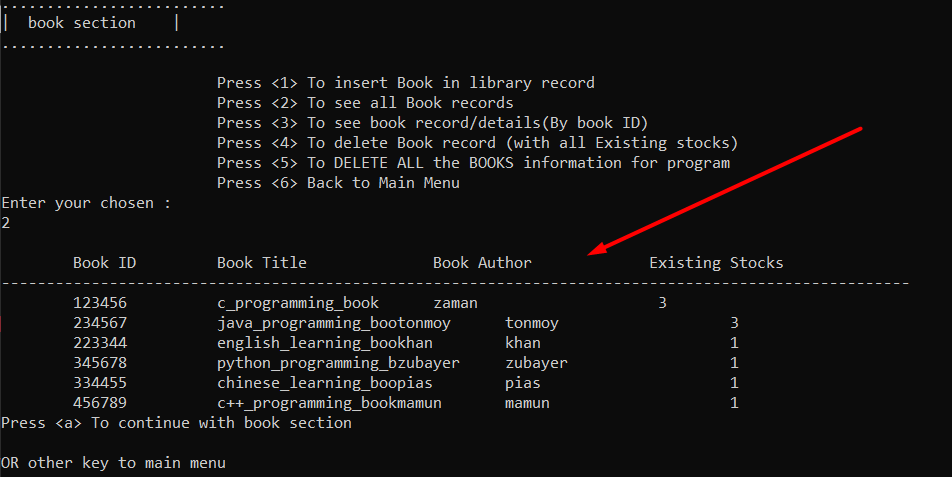 .........................
|  book section    |
.........................
Press <1> To insert Book in library record
Press <2> To see all Book records
Press <3> To see book record/details(By book ID)
Press <4> To delete Book record (with all Existing stocks)
Press <5> To DELETE ALL the BOOKS information for program
Press <6> Back to Main Menu
Enter your chosen :
2
Book ID Book Title Book Author Existing Stocks
-----------------------------------------------------------------------------------------------------
123456 c_programming_book zaman 3
234567 java_programming_bootonmoy tonmoy 3
223344 english_learning_bookhan khan 1
345678 python_programming_bzubayer zubayer 1
334455 chinese_learning_boopias pias 1
456789 c++_programming_bookmamun mamun 1
Press <a> To continue with book section
OR other key to main menu